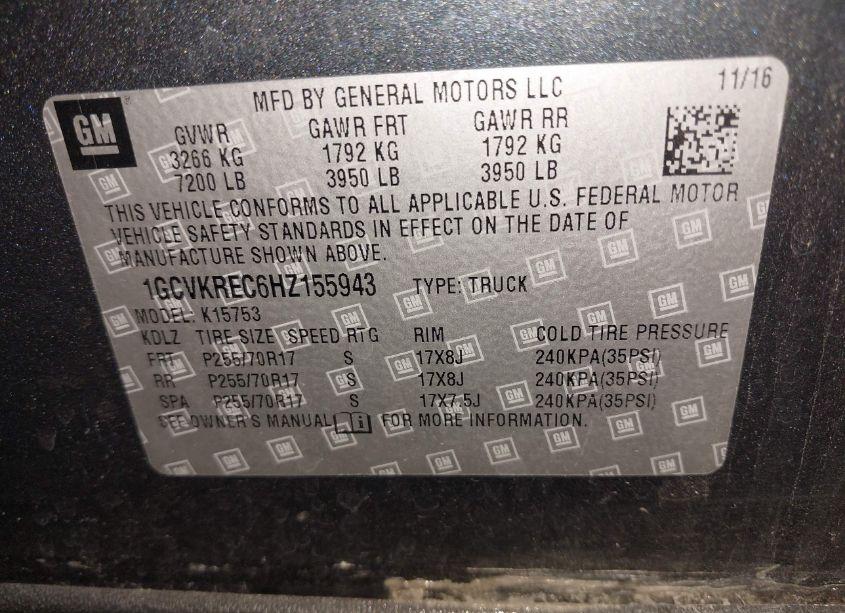 11/16
GM
MFD BY GENERAL MOTORS LLC
GVWR GAWR FRT GAWR RR
3266 KG 1792 KG 1792 KG
7200 LB 3950 LB 3950 LB
THIS VEHICLE CONFORMS TO ALL APPLICABLE U.S. FEDERAL MOTOR
VEHICLE SAFETY STANDARDS IN EFFECT ON THE DATE OF
MANUFACTURE SHOWN ABOVE.
1GCVKREC6HZ155943 TYPE: TRUCK
MODEL: K15753
KDLZ TIRE SIZE SPEED RTG RIM COLD TIRE PRESSURE
FRT P255/70R17 S 17X8J 240KPA(35PSI)
RR P255/70R17 S 17X8J 240KPA(35PSI)
SPA P255/70R17 S 17X7.5J 240KPA(35PSI)
SEE OWNER'S MANUAL FOR MORE INFORMATION.